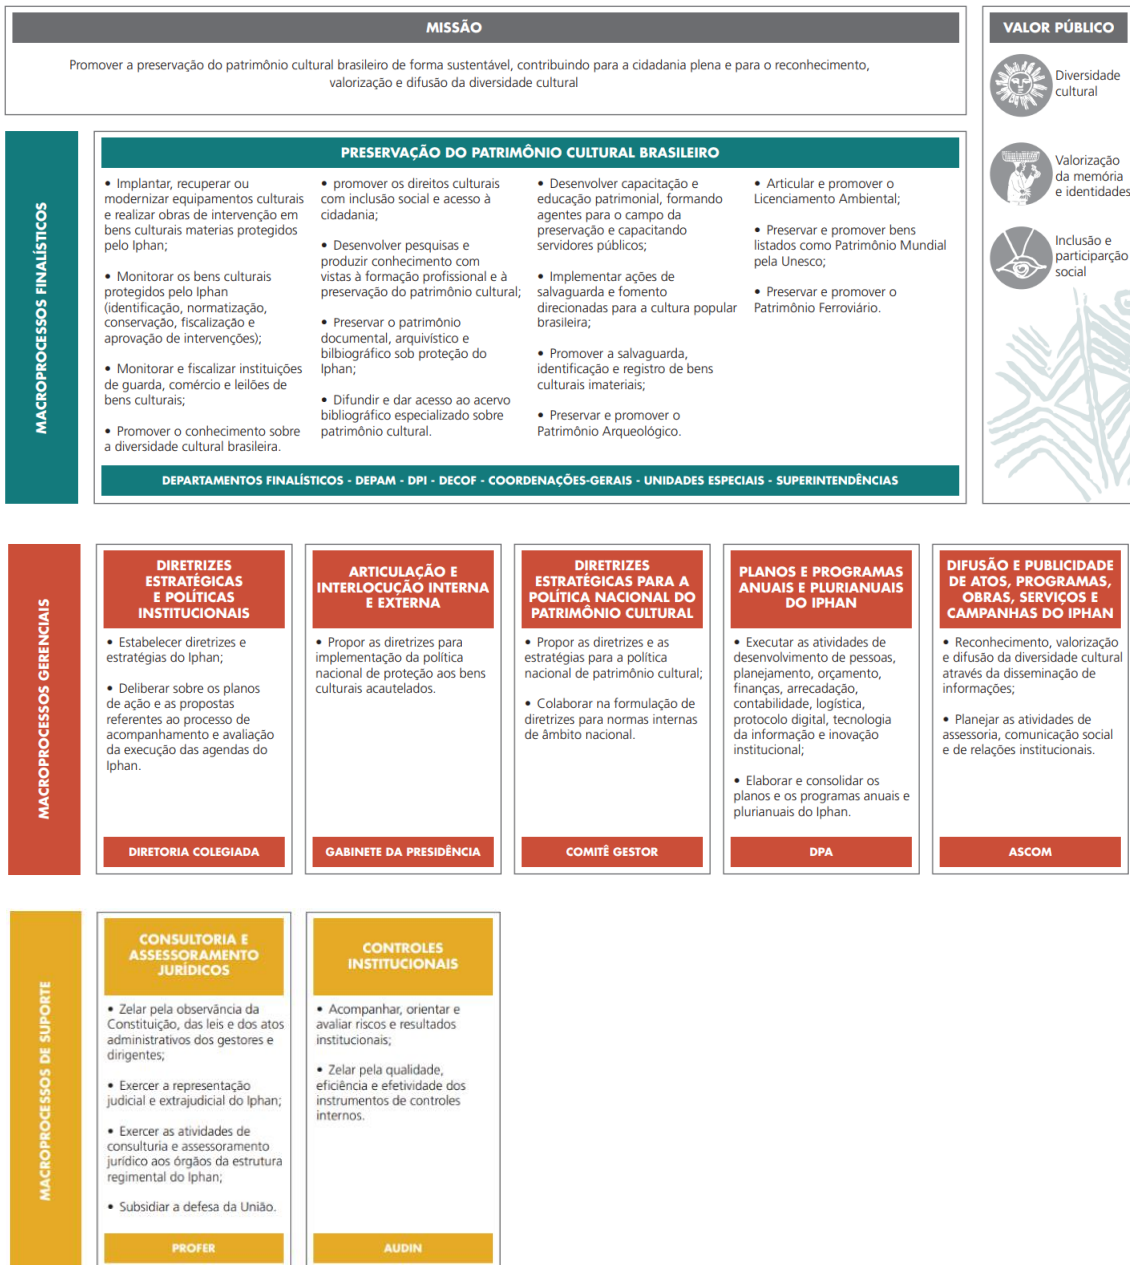 MISSÃO
Promover a preservação do patrimônio cultural brasileiro de forma sustentável, contribuindo para a cidadania plena e para o reconhecimento,
valorização e difusão da diversidade cultural
VALOR PÚBLICO
Diversidade
cultural
Valorização
da memória
e identidades
Inclusão e
participarção
social
MACROPROCESSOS FINALÍSTICOS
PRESERVAÇÃO DO PATRIMÔNIO CULTURAL BRASILEIRO
• Implantar, recuperar ou
modernizar equipamentos culturais
e realizar obras de intervenção em
bens culturais materias protegidos
pelo Iphan;
• Monitorar os bens culturais
protegidos pelo Iphan
(identificação, normatização,
conservação, fiscalização e
aprovação de intervenções);
• Monitorar e fiscalizar instituições
de guarda, comércio e leilões de
bens culturais;
• Promover o conhecimento sobre
a diversidade cultural brasileira.
• promover os direitos culturais
com inclusão social e acesso à
cidadania;
• Desenvolver pesquisas e
produzir conhecimento com
vistas à formação profissional e à
preservação do patrimônio cultural;
• Preservar o patrimônio
documental, arquivístico e
bilbiográfico sob proteção do
Iphan;
• Difundir e dar acesso ao acervo
bibliográfico especializado sobre
patrimônio cultural.
• Desenvolver capacitação e
educação patrimonial, formando
agentes para o campo da
preservação e capacitando
servidores públicos;
• Implementar ações de
salvaguarda e fomento
direcionadas para a cultura popular
brasileira;
• Promover a salvaguarda,
identificação e registro de bens
culturais imateriais;
• Preservar e promover o
Patrimônio Arqueológico.
• Articular e promover o
Licenciamento Ambiental;
• Preservar e promover bens
listados como Patrimônio Mundial
pela Unesco;
• Preservar e promover o
Patrimônio Ferroviário.
DEPARTAMENTOS FINALÍSTICOS - DEPAM - DPI - DECOF - COORDENAÇÕES-GERAIS - UNIDADES ESPECIAIS - SUPERINTENDÊNCIAS
MACROPROCESSOS GERENCIAIS
DIRETRIZES
ESTRATÉGICAS
E POLÍTICAS
INSTITUCIONAIS
• Estabelecer diretrizes e
estratégias do Iphan;
• Deliberar sobre os planos
de ação e as propostas
referentes ao processo de
acompanhamento e avaliação
da execução das agendas do
Iphan.
DIRETORIA COLEGIADA
ARTICULAÇÃO E
INTERLOCUÇÃO INTERNA
E EXTERNA
• Propor as diretrizes para
implementação da política
nacional de proteção aos bens
culturais acautelados.
GABINETE DA PRESIDÊNCIA
DIRETRIZES
ESTRATÉGICAS PARA A
POLÍTICA NACIONAL DO
PATRIMÔNIO CULTURAL
• Propor as diretrizes e as
estratégias para a política
nacional de patrimônio cultural;
• Colaborar na formulação de
diretrizes para normas internas
de âmbito nacional.
COMITÊ GESTOR
PLANOS E PROGRAMAS
ANUAIS E PLURIANUAIS
DO IPHAN
• Executar as atividades de
desenvolvimento de pessoas,
planejamento, orçamento,
finanças, arrecadação,
contabilidade, logística,
protocolo digital, tecnologia
da informação e inovação
institucional;
• Elaborar e consolidar os
planos e os programas anuais e
plurianuais do Iphan.
DPA
DIFUSÃO E PUBLICIDADE
DE ATOS, PROGRAMAS,
OBRAS, SERVIÇOS E
CAMPANHAS DO IPHAN
• Reconhecimento, valorização
e difusão da diversidade cultural
através da disseminação de
informações;
• Planejar as atividades de
assessoria, comunicação social
e de relações institucionais.
ASCOM
MACROPROCESSOS DE SUPORTE
CONSULTORIA E
ASSESSORAMENTO
JURÍDICOS
• Zelar pela observância da
Constituição, das leis e dos atos
administrativos dos gestores e
dirigentes;
• Exercer a representação
judicial e extrajudicial do Iphan;
• Exercer as atividades de
consulturia e assessoramento
jurídico aos órgãos da estrutura
regimental do Iphan;
• Subsidiar a defesa da União.
PROFER
CONTROLES
INSTITUCIONAIS
• Acompanhar, orientar e
avaliar riscos e resultados
institucionais;
• Zelar pela qualidade,
eficiência e efetividade dos
instrumentos de controles
internos.
AUDIN